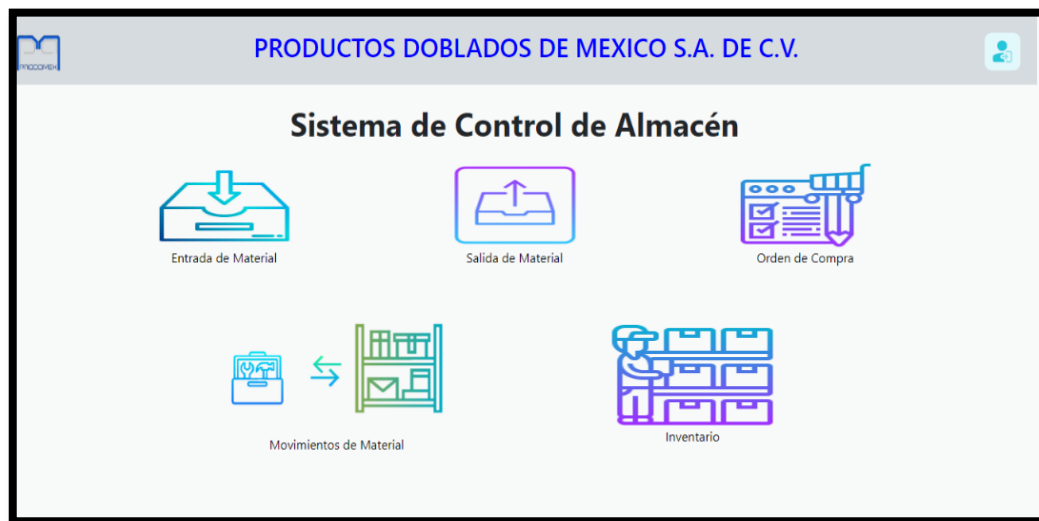 PRODUCTOS DOBLADOS DE MEXICO S.A. DE C.V.
Sistema de Control de Almacén
Entrada de Material
Salida de Material
Orden de Compra
Movimientos de Material
Inventario